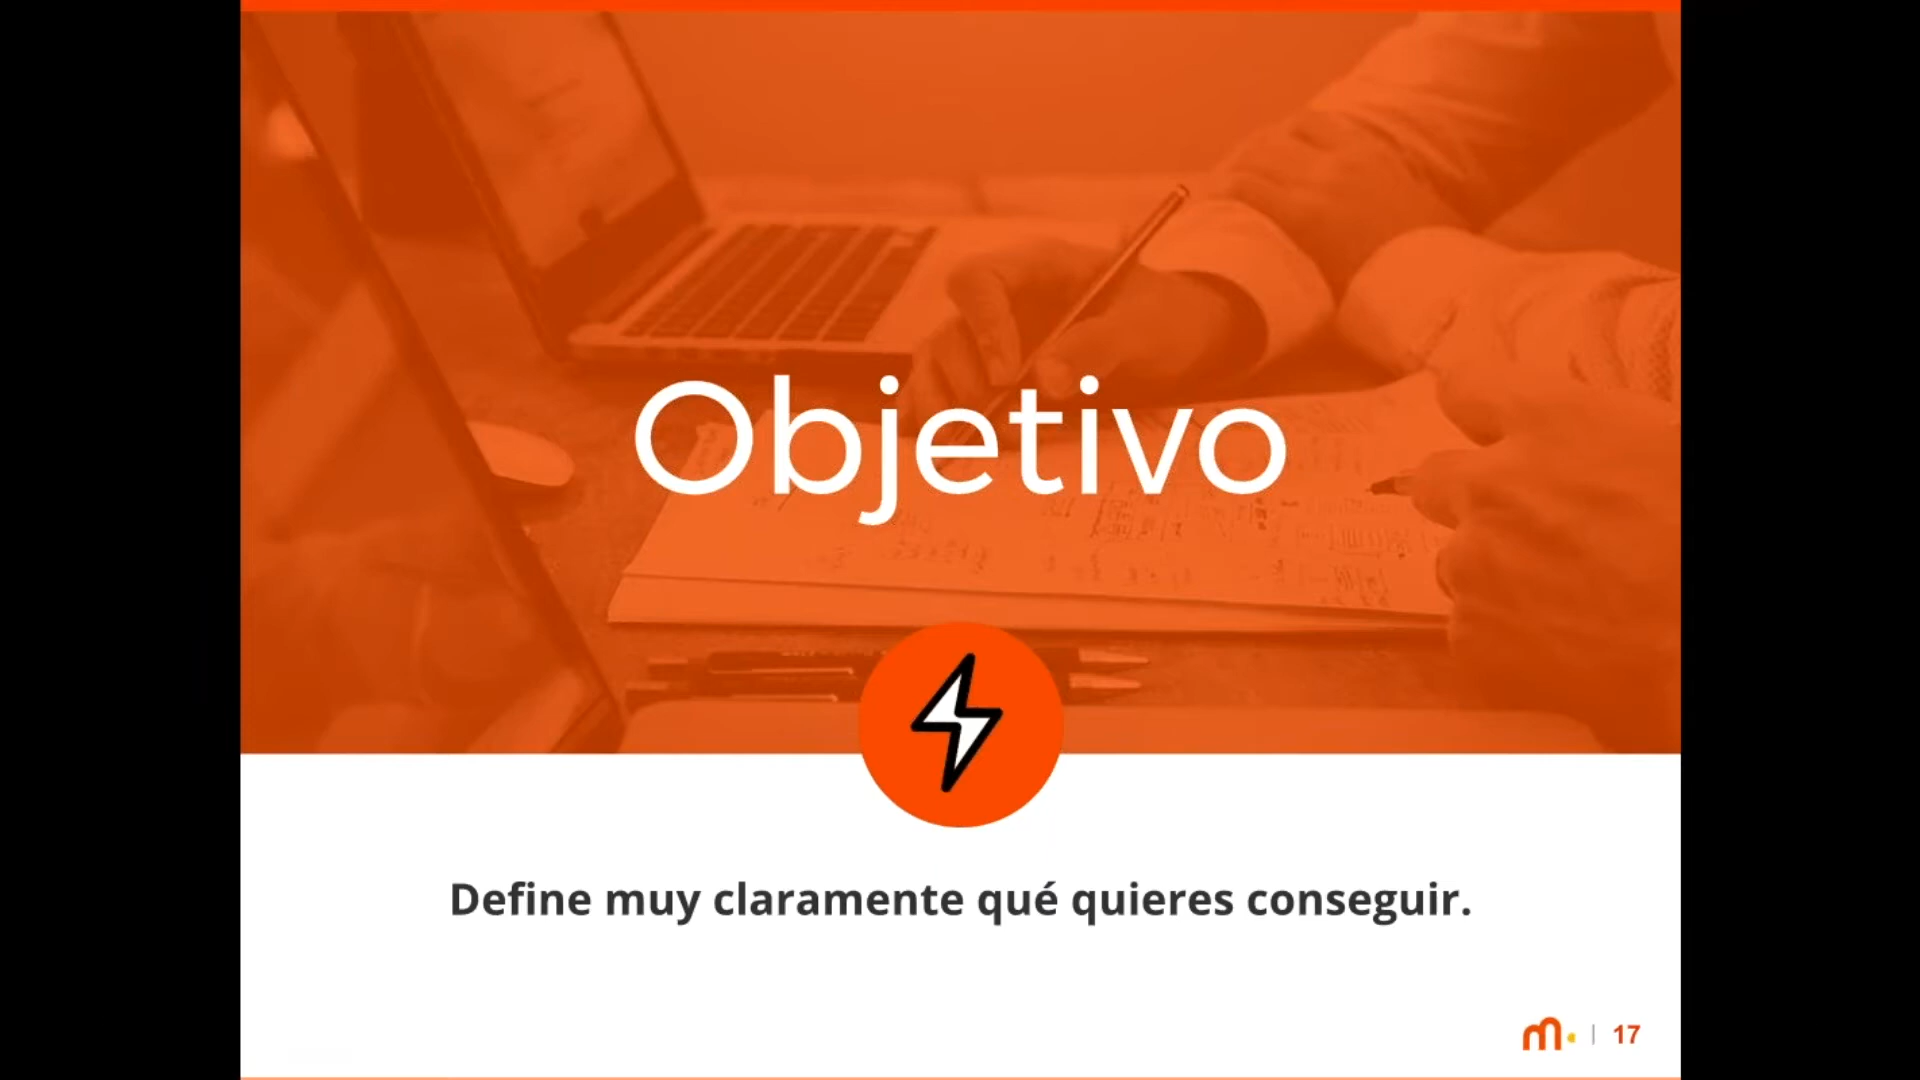 Objetivo
Define muy claramente qué quieres conseguir.
m. | 17